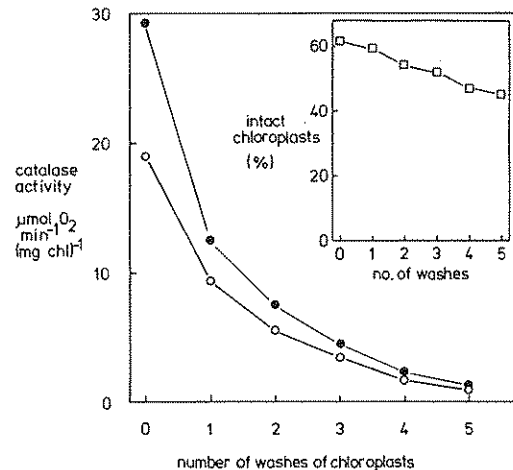 30
20
10
0
catalase
activity
µmol O2
min⁻¹
(mg chl)⁻¹
0 1 2 3 4 5
number of washes of chloroplasts
60
40
20
0
intact
chloroplasts
(%)
0 1 2 3 4 5
no. of washes